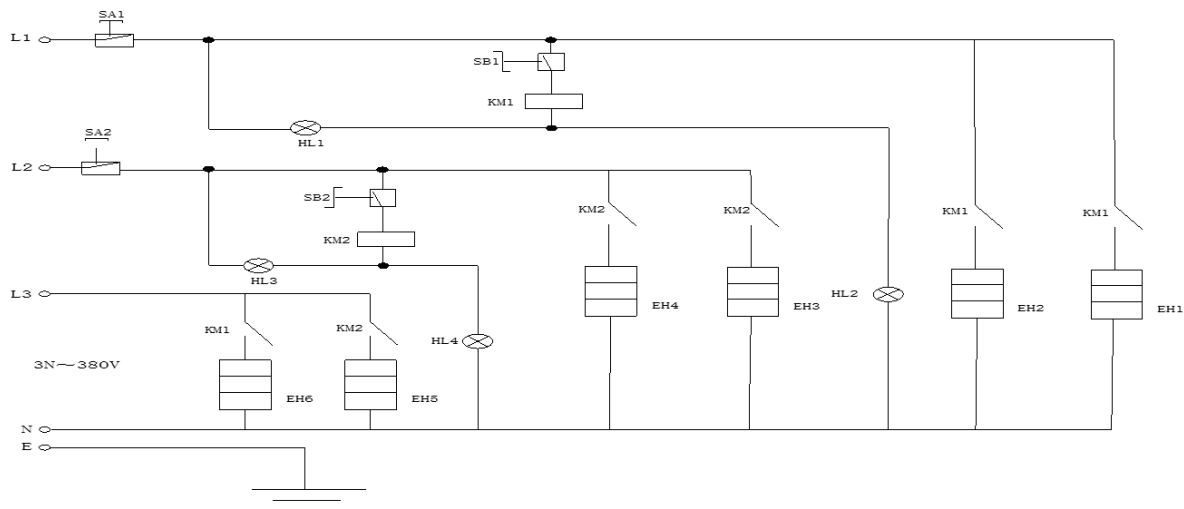 SA1
L1
SB1
KM1
HL1
SA2
L2
SB2
KM2
HL3
KM2
KM2
KM1
KM1
L3
EH4
EH3
HL2
EH2
EH1
KM1
KM2
HL4
3N～380V
EH6
EH5
N
E